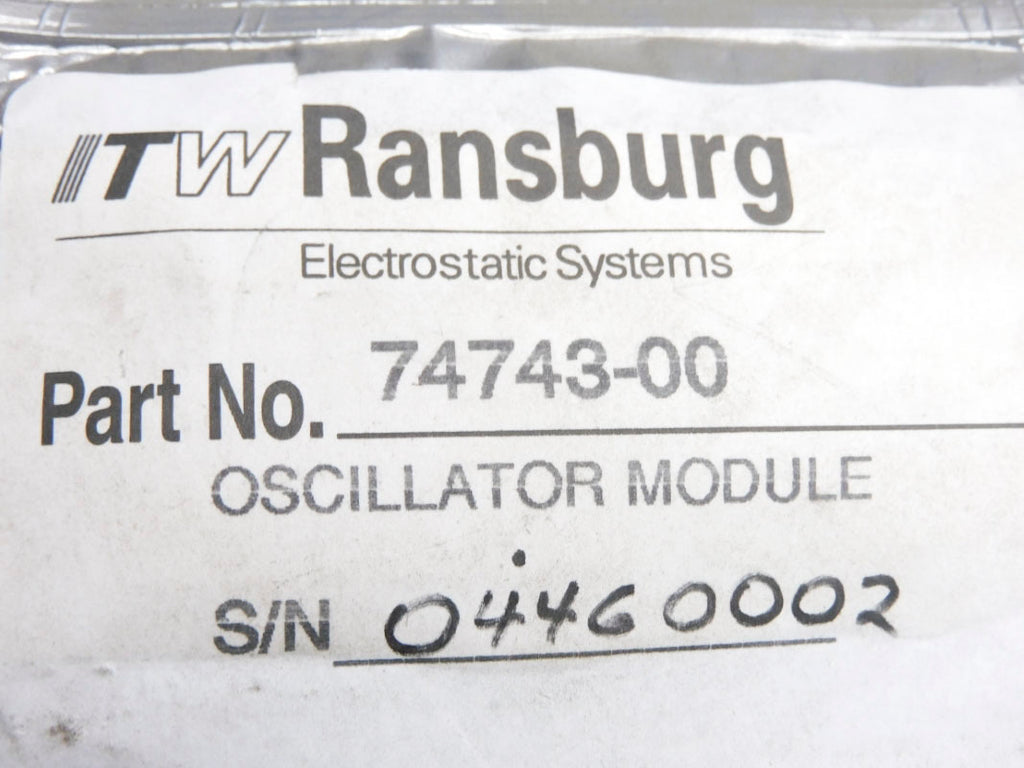 ITW Ransburg
Electrostatic Systems
Part No. 74743-00
OSCILLATOR MODULE
S/N 04460002